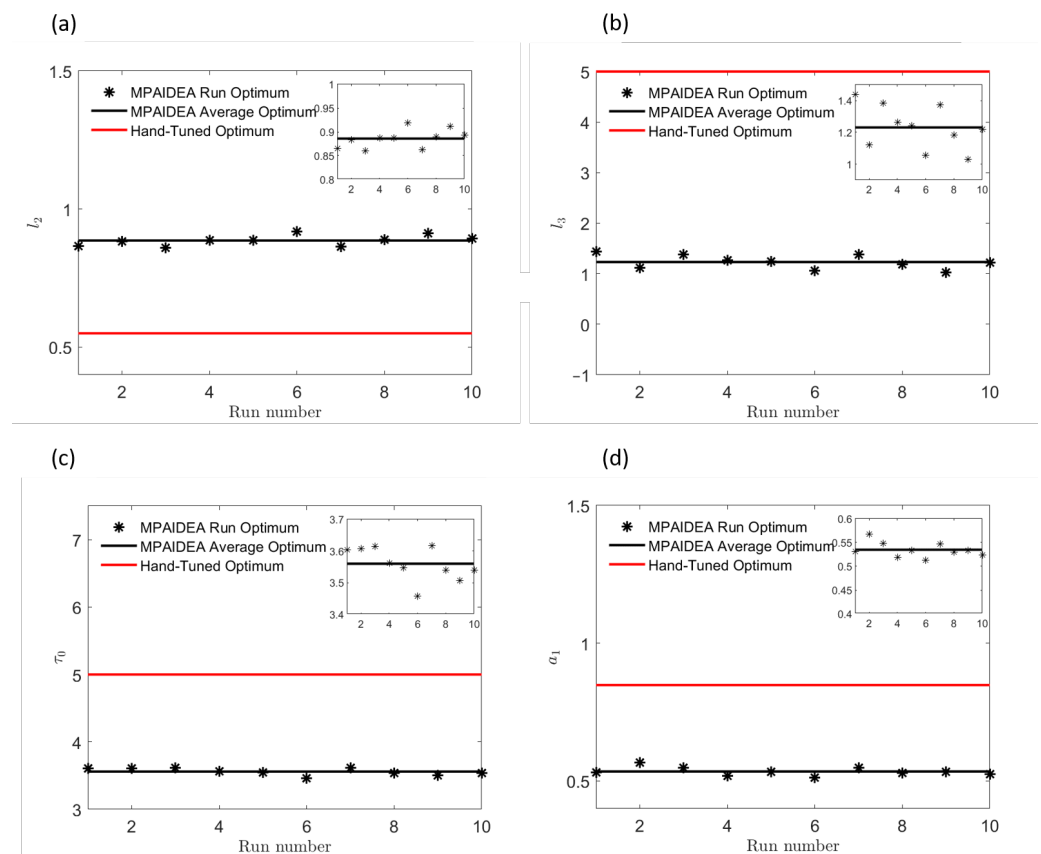 (a)
MPAIDEA Run Optimum
MPAIDEA Average Optimum
Hand-Tuned Optimum
1.5
1
0.5
l₂
2 4 6 8 10
Run number
1
0.95
0.9
0.85
0.8
2 4 6 8 10
(b)
MPAIDEA Run Optimum
MPAIDEA Average Optimum
Hand-Tuned Optimum
5
4
3
2
1
0
−1
l₃
2 4 6 8 10
Run number
1.4
1.2
1
2 4 6 8 10
(c)
MPAIDEA Run Optimum
MPAIDEA Average Optimum
Hand-Tuned Optimum
7
6
5
4
3
τ₀
2 4 6 8 10
Run number
3.7
3.6
3.5
3.4
2 4 6 8 10
(d)
MPAIDEA Run Optimum
MPAIDEA Average Optimum
Hand-Tuned Optimum
1.5
1
0.5
a₁
2 4 6 8 10
Run number
0.6
0.55
0.5
0.45
0.4
2 4 6 8 10